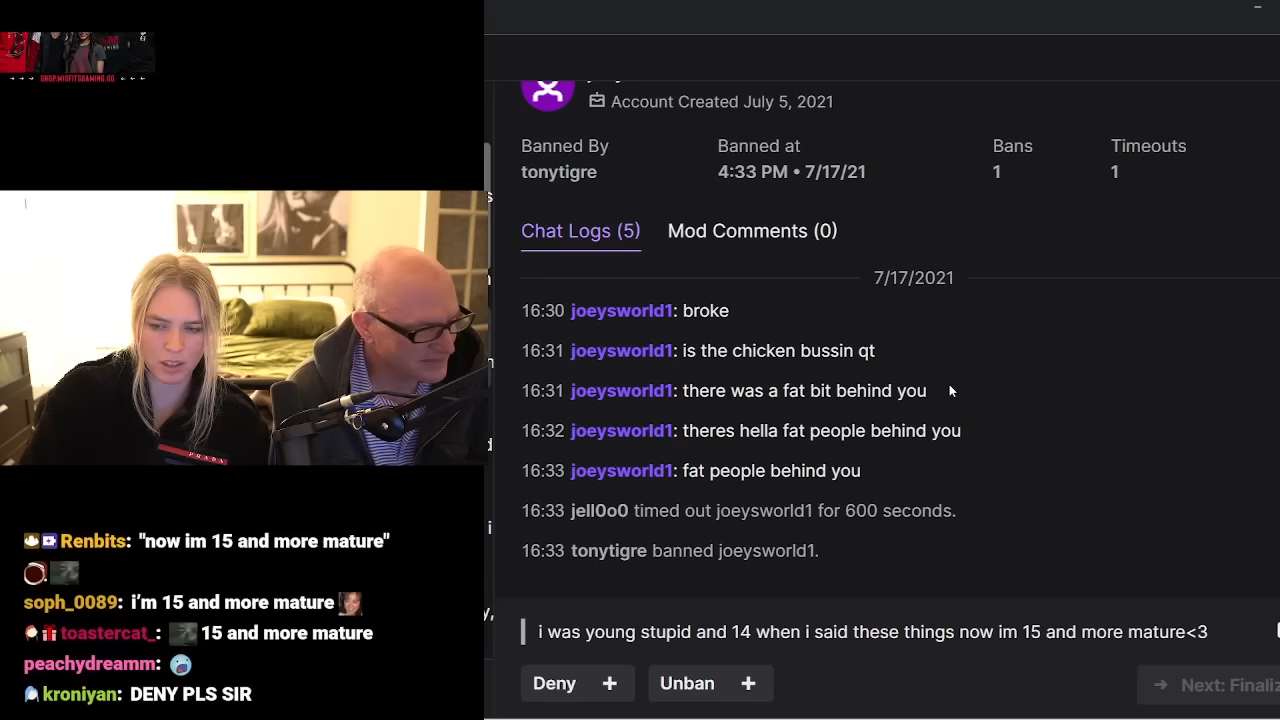 SHOP.MISFITSGAMING.GG
Account Created July 5, 2021
Banned By
Banned at
Bans
Timeouts
tonytigre
4:33 PM • 7/17/21
1
1
Chat Logs (5)
Mod Comments (0)
7/17/2021
16:30 joeysworld1: broke
16:31 joeysworld1: is the chicken bussin qt
16:31 joeysworld1: there was a fat bit behind you
16:32 joeysworld1: theres hella fat people behind you
16:33 joeysworld1: fat people behind you
16:33 jell0o0 timed out joeysworld1 for 600 seconds.
16:33 tonytigre banned joeysworld1.
i was young stupid and 14 when i said these things now im 15 and more mature<3
Deny +
Unban +
→ Next: Finaliz
PRADA
Renbits: "now im 15 and more mature"
soph_0089: i'm 15 and more mature
toastercat_: 15 and more mature
peachydreamm:
kroniyan: DENY PLS SIR